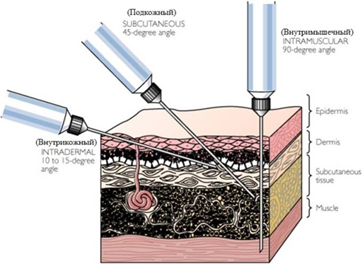 (Подкожный)
SUBCUTANEOUS
45-degree angle
(Внутримышечный)
INTRAMUSCULAR
90-degree angle
(Внутрикожный)
INTRADERMAL
10 to 15-degree
angle
Epidermis
Dermis
Subcutaneous
tissue
Muscle